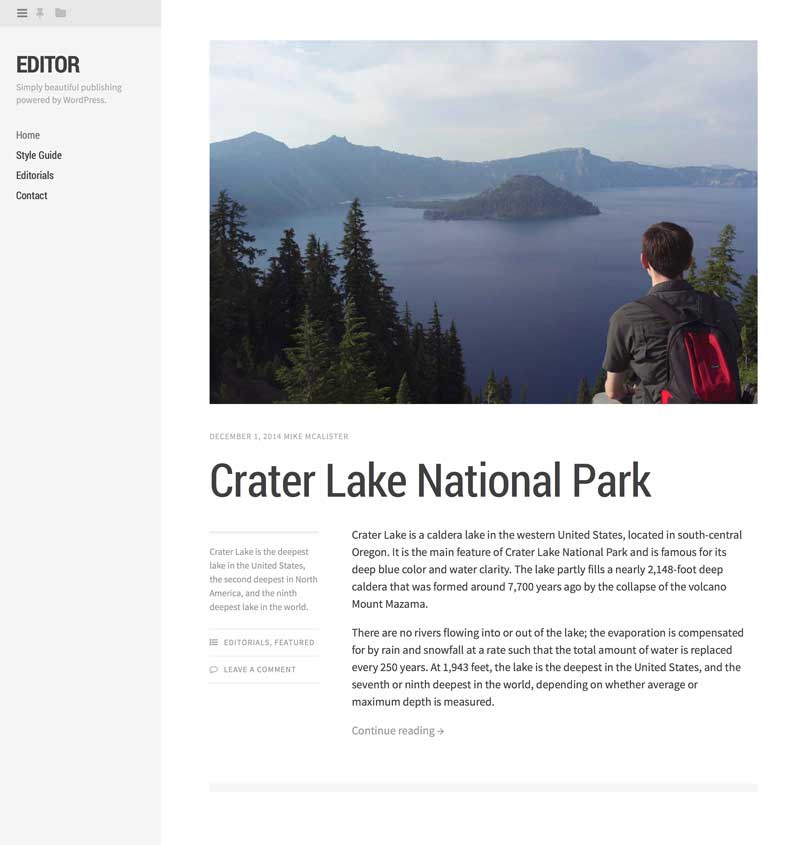 EDITOR
Simply beautiful publishing
powered by WordPress.
Home
Style Guide
Editorials
Contact
DECEMBER 1, 2014 MIKE MCALISTER
Crater Lake National Park
Crater Lake is the deepest
lake in the United States,
the second deepest in North
America, and the ninth
deepest lake in the world.
EDITORIALS, FEATURED
LEAVE A COMMENT
Crater Lake is a caldera lake in the western United States, located in south-central
Oregon. It is the main feature of Crater Lake National Park and is famous for its
deep blue color and water clarity. The lake partly fills a nearly 2,148-foot deep
caldera that was formed around 7,700 years ago by the collapse of the volcano
Mount Mazama.
There are no rivers flowing into or out of the lake; the evaporation is compensated
for by rain and snowfall at a rate such that the total amount of water is replaced
every 250 years. At 1,943 feet, the lake is the deepest in the United States, and the
seventh or ninth deepest in the world, depending on whether average or
maximum depth is measured.
Continue reading →